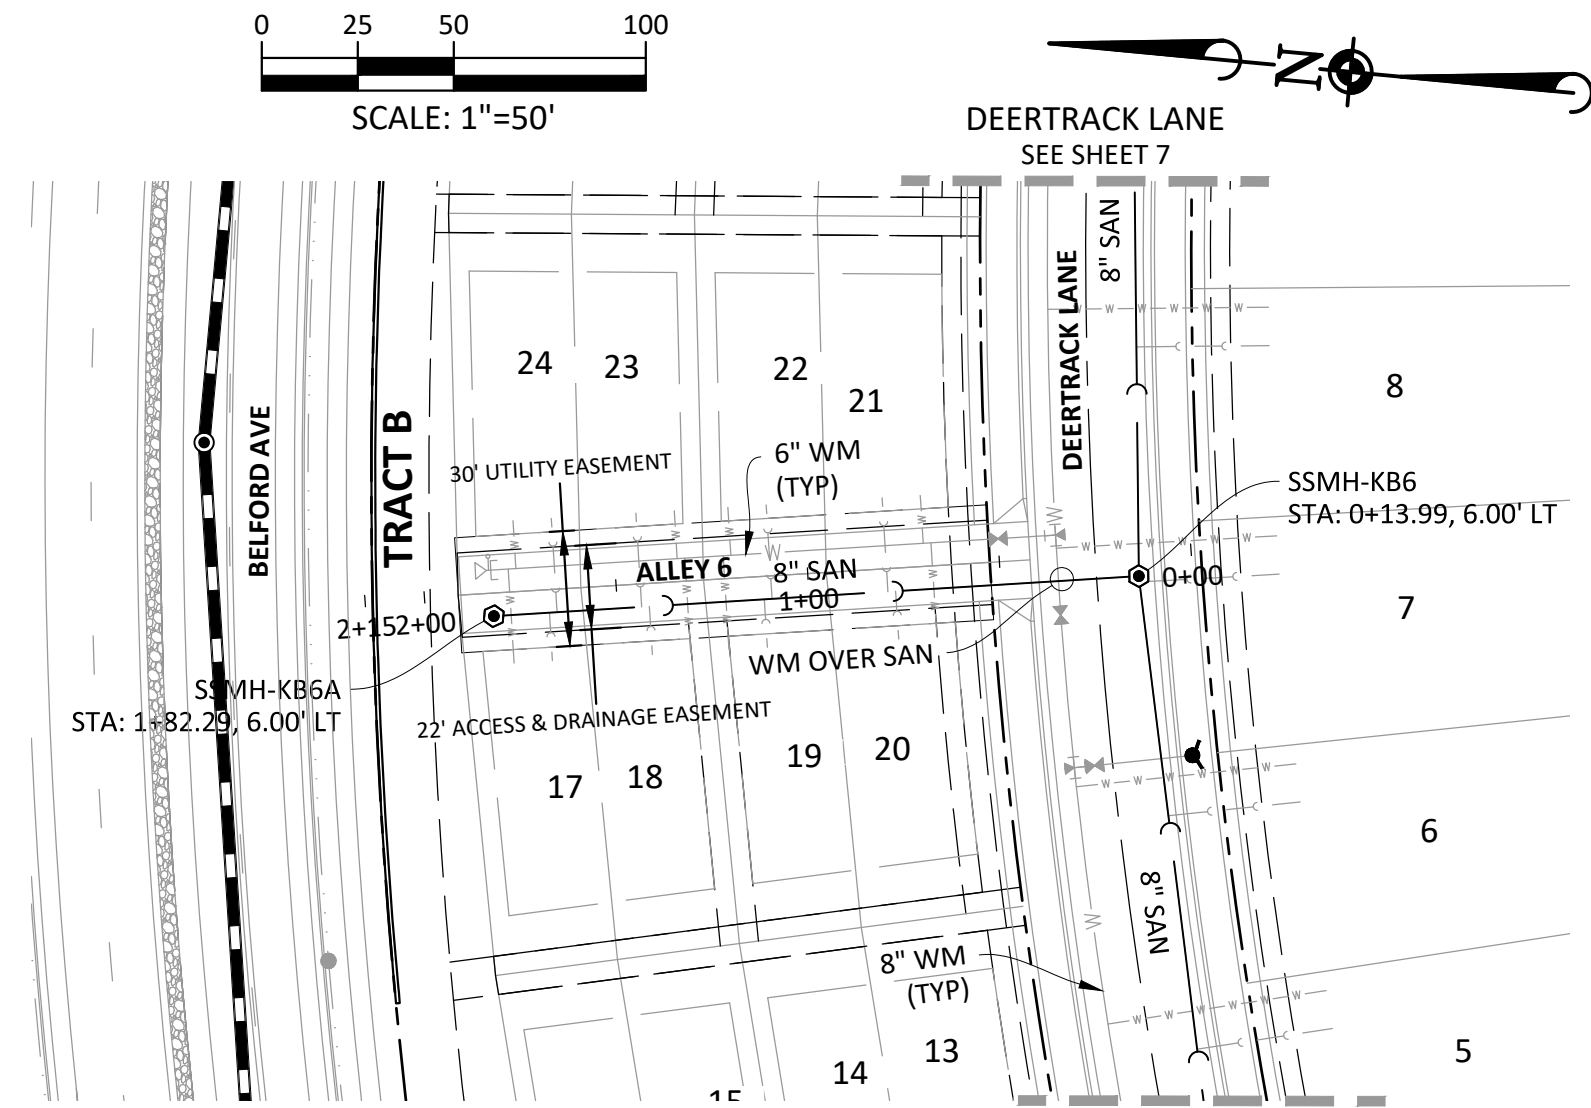 0 25 50 100
SCALE: 1"=50'
N
DEERTRACK LANE
SEE SHEET 7
8" SAN
DEERTRACK LANE
BELFORD AVE
TRACT B
24
23
22
21
8
30' UTILITY EASEMENT
6" WM
(TYP)
SSMH-KB6
STA: 0+13.99, 6.00' LT
W
W
ALLEY 6
8" SAN
1+00
0+00
7
2+15
2+00
WM OVER SAN
SSMH-KB6A
STA: 1+82.29, 6.00' LT
22' ACCESS & DRAINAGE EASEMENT
17
18
19
20
6
8" SAN
W
8" WM
(TYP)
13
14
15
5